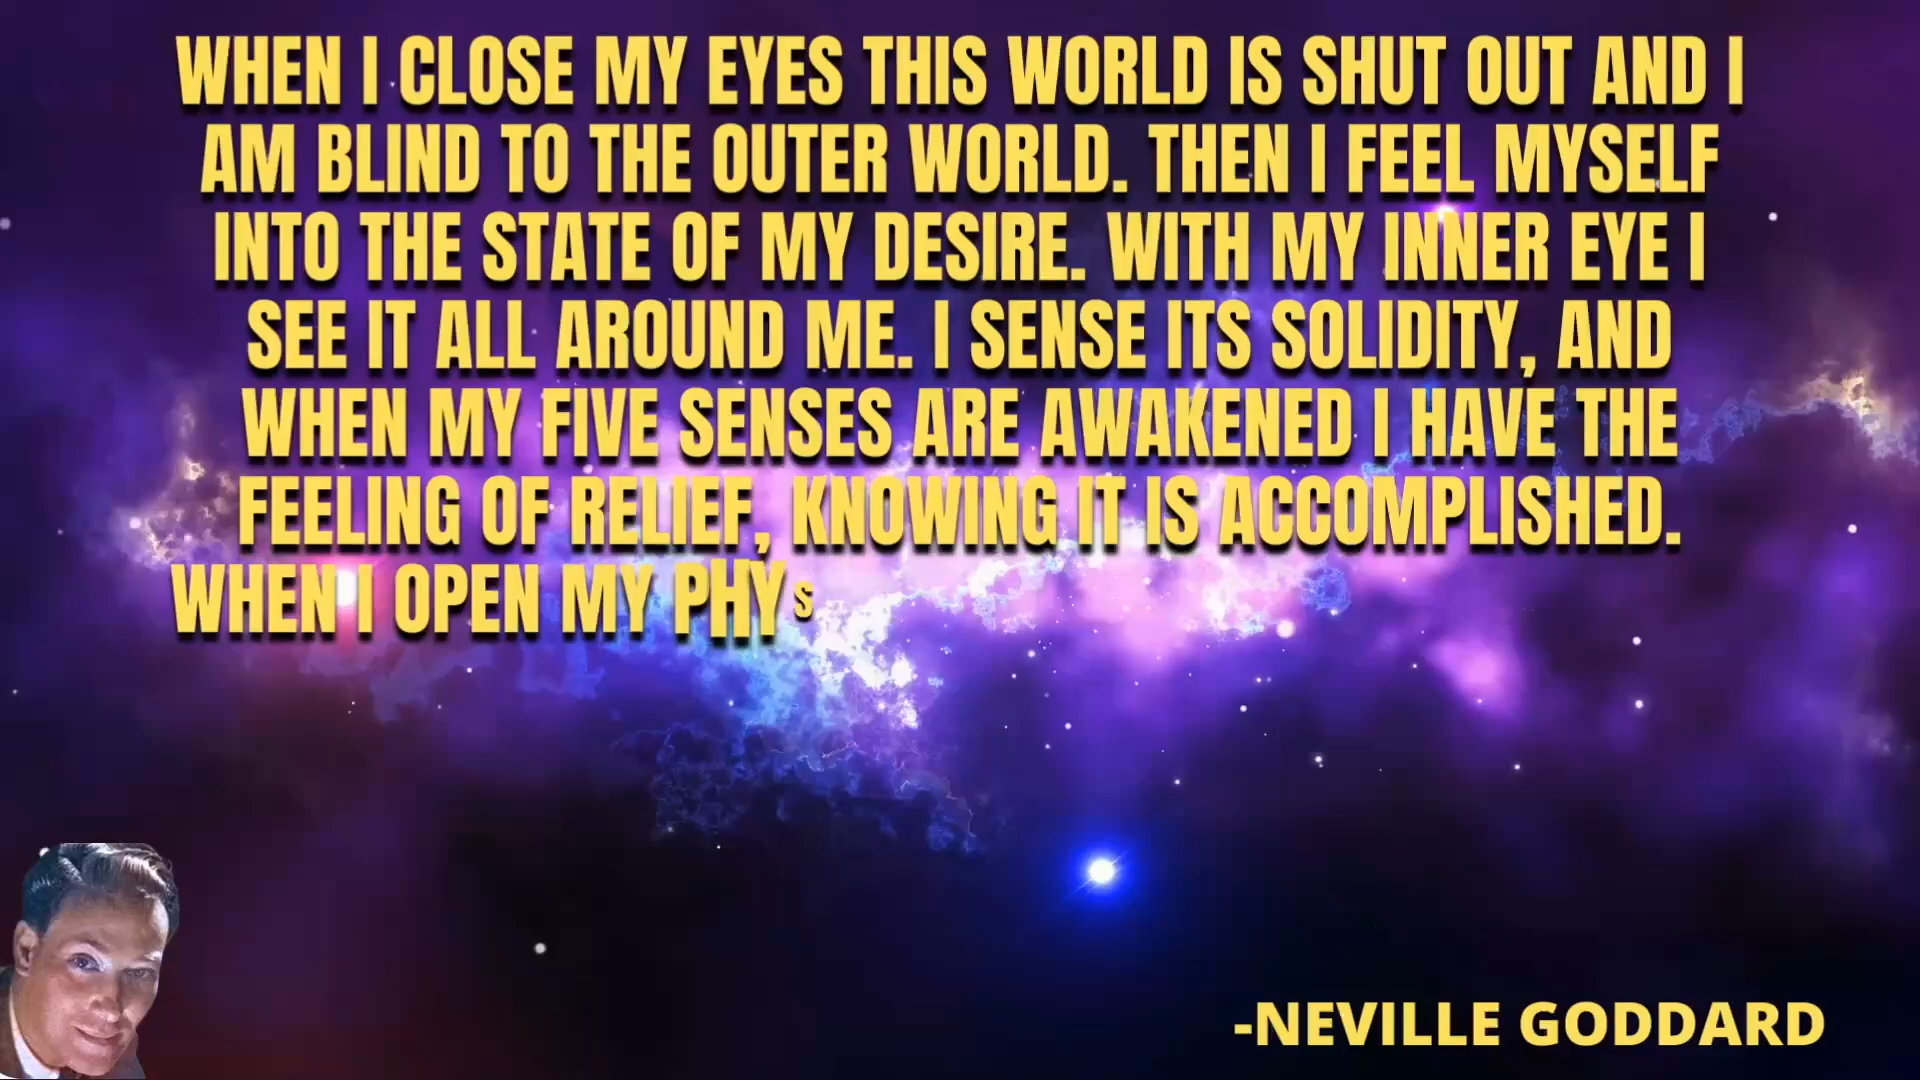 WHEN I CLOSE MY EYES THIS WORLD IS SHUT OUT AND I
AM BLIND TO THE OUTER WORLD. THEN I FEEL MYSELF
INTO THE STATE OF MY DESIRE. WITH MY INNER EYE I
SEE IT ALL AROUND ME. I SENSE ITS SOLIDITY, AND
WHEN MY FIVE SENSES ARE AWAKENED I HAVE THE
FEELING OF RELIEF, KNOWING IT IS ACCOMPLISHED.
WHEN I OPEN MY PHYS
-NEVILLE GODDARD